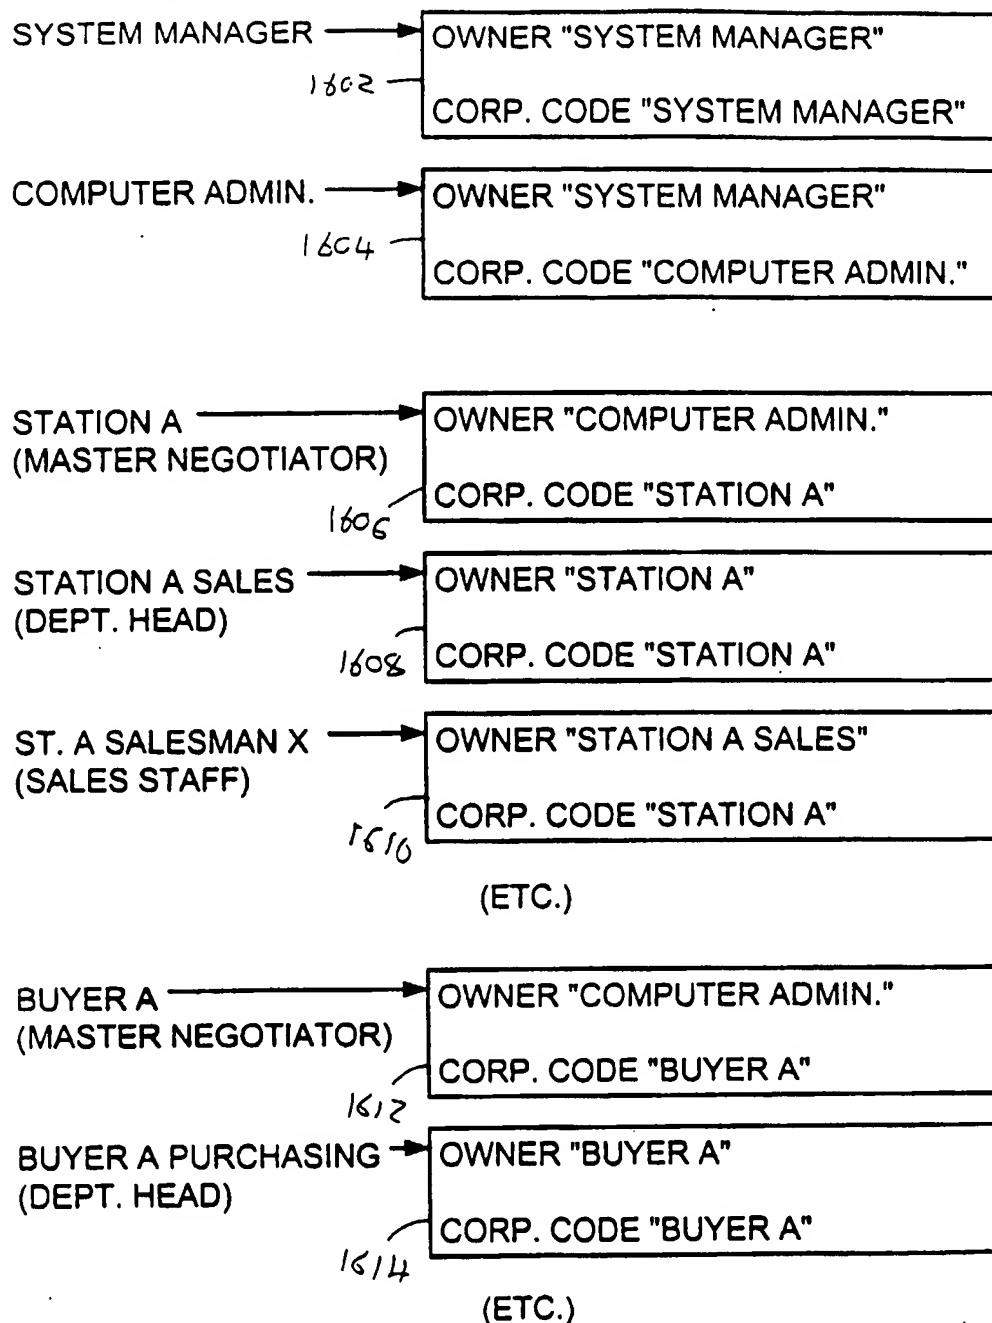 SYSTEM MANAGER
OWNER "SYSTEM MANAGER"
1602
CORP. CODE "SYSTEM MANAGER"
COMPUTER ADMIN.
OWNER "SYSTEM MANAGER"
1604
CORP. CODE "COMPUTER ADMIN."
STATION A
(MASTER NEGOTIATOR)
OWNER "COMPUTER ADMIN."
1606
CORP. CODE "STATION A"
STATION A SALES
(DEPT. HEAD)
OWNER "STATION A"
1608
CORP. CODE "STATION A"
ST. A SALESMAN X
(SALES STAFF)
OWNER "STATION A SALES"
1610
CORP. CODE "STATION A"
(ETC.)
BUYER A
(MASTER NEGOTIATOR)
OWNER "COMPUTER ADMIN."
1612
CORP. CODE "BUYER A"
BUYER A PURCHASING
(DEPT. HEAD)
OWNER "BUYER A"
1614
CORP. CODE "BUYER A"
(ETC.)